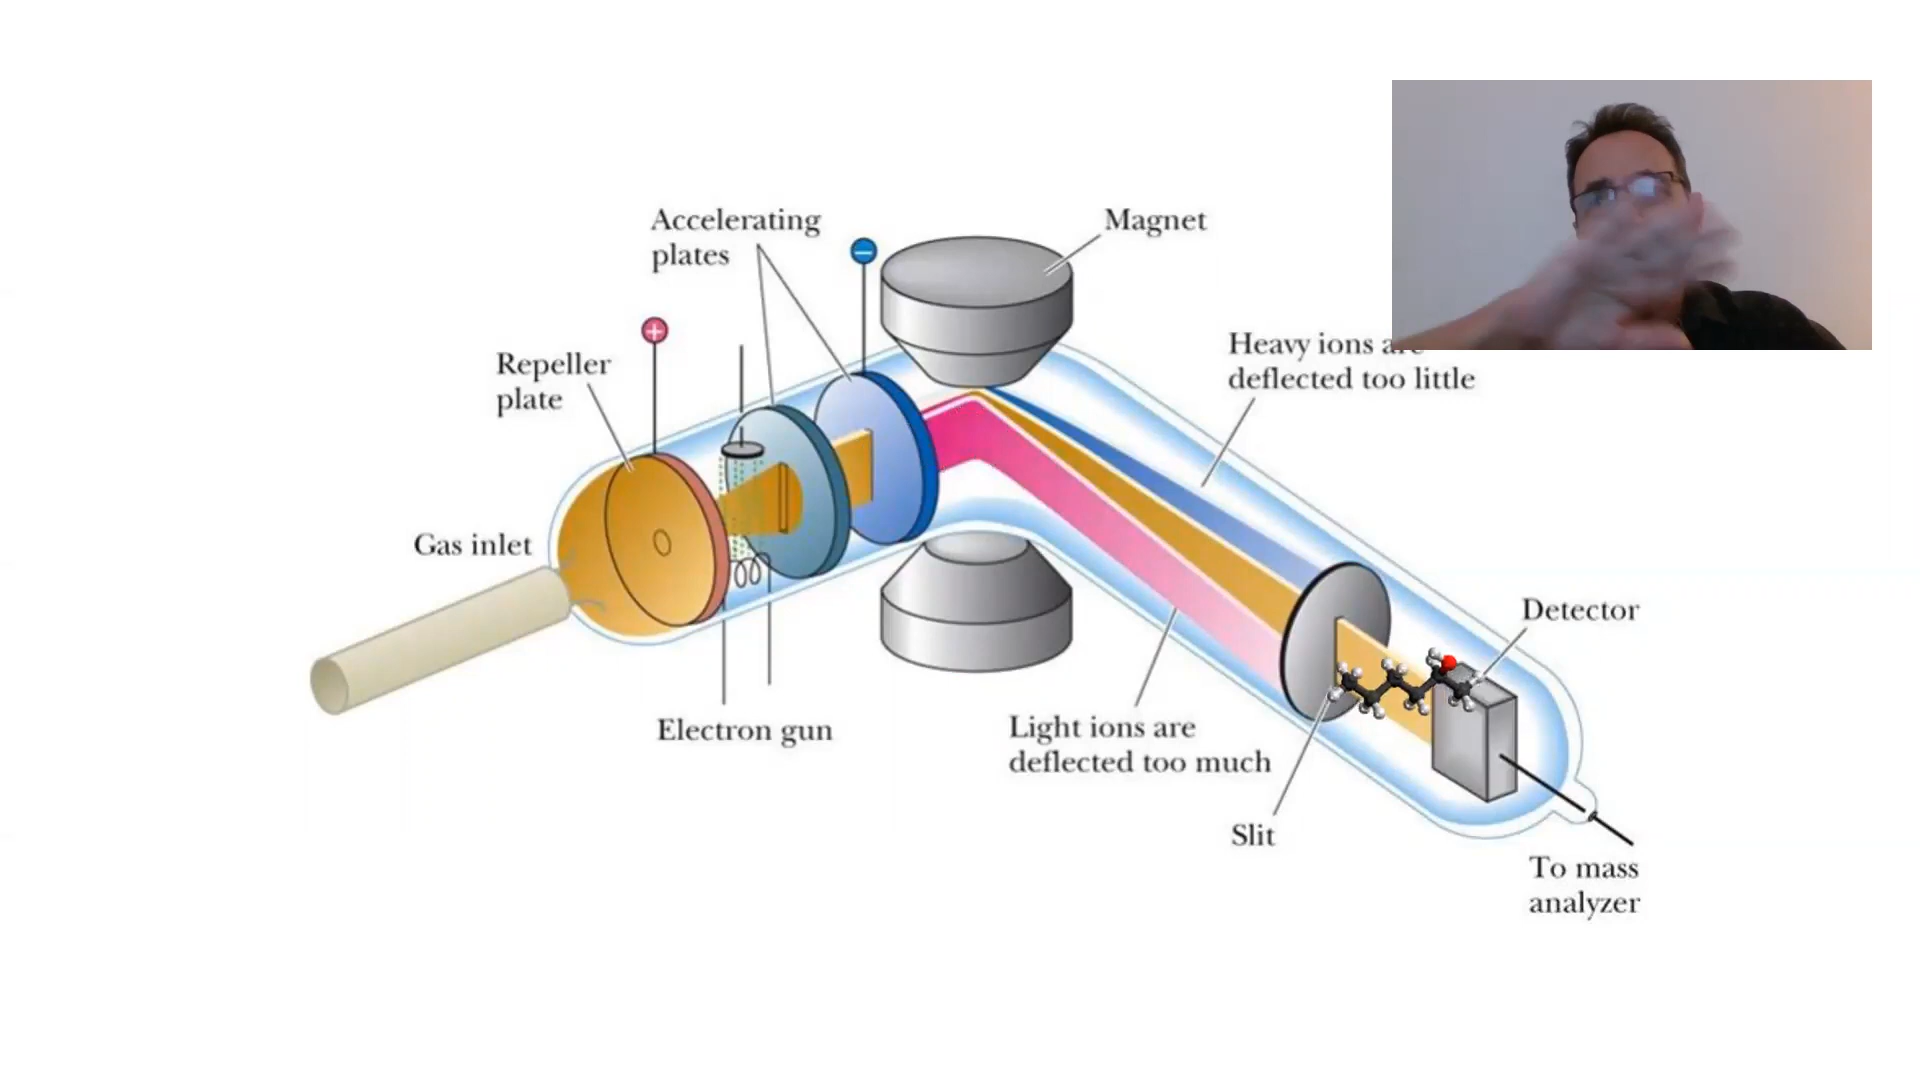 Accelerating
plates
Magnet
Repeller
plate
Heavy ions
deflected too little
Gas inlet
Detector
Electron gun
Light ions are
deflected too much
Slit
To mass
analyzer